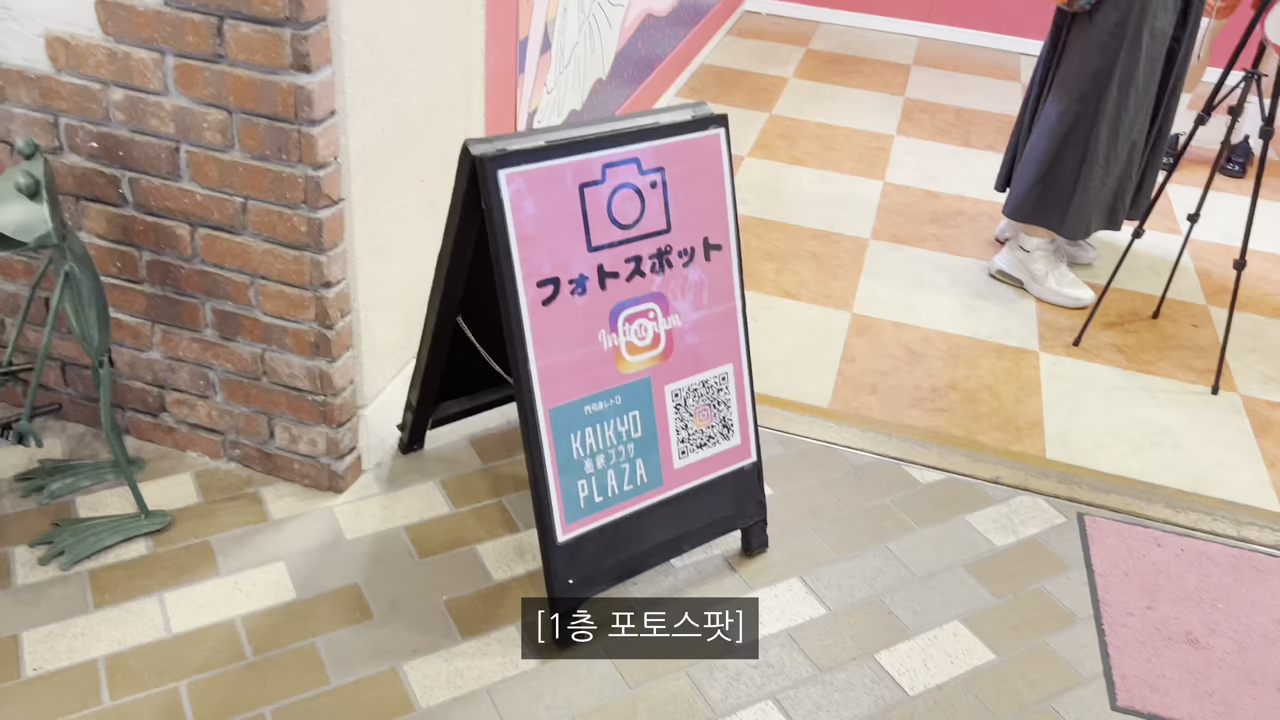 フォトスポット
Instagram
門司港レトロ
KAIKYO
海峡プラザ
PLAZA
[1층 포토스팟]